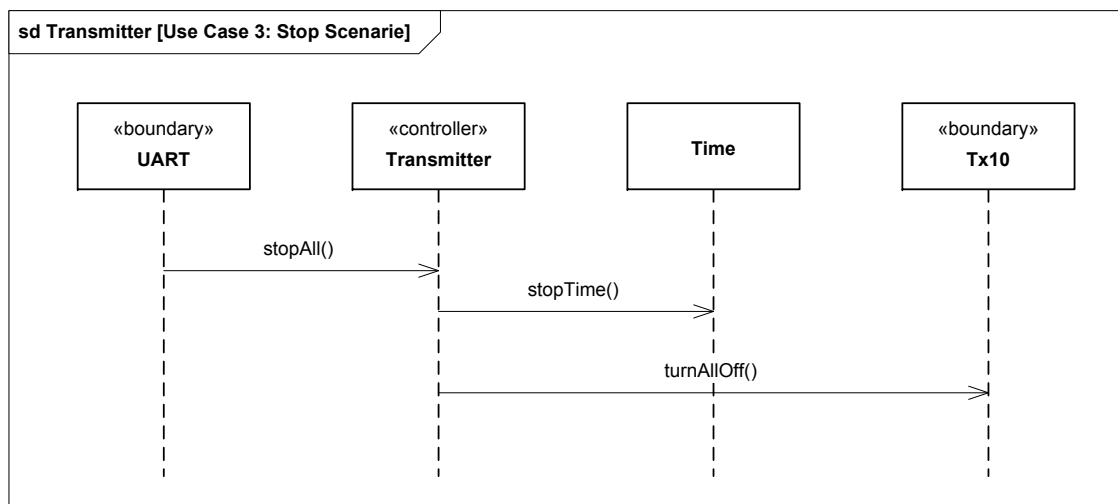 sd Transmitter [Use Case 3: Stop Scenarie]
«boundary»
UART
«controller»
Transmitter
Time
«boundary»
Tx10
stopAll()
stopTime()
turnAllOff()